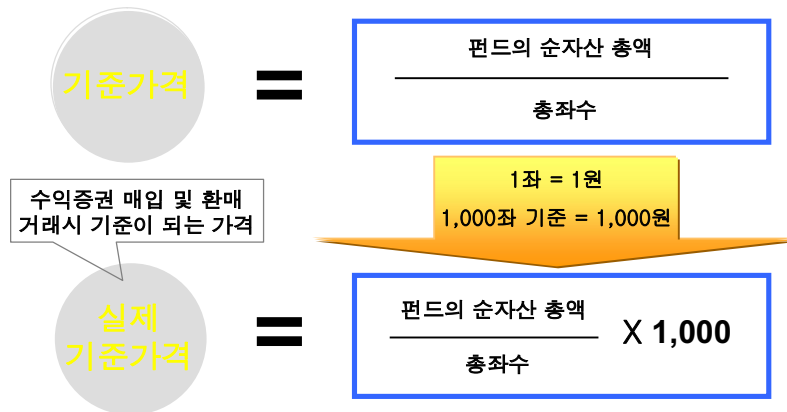 기준가격
=
펀드의 순자산 총액
총좌수
수익증권 매입 및 환매
거래시 기준이 되는 가격
1좌 = 1원
1,000좌 기준 = 1,000원
실제
기준가격
=
펀드의 순자산 총액
총좌수
X 1,000